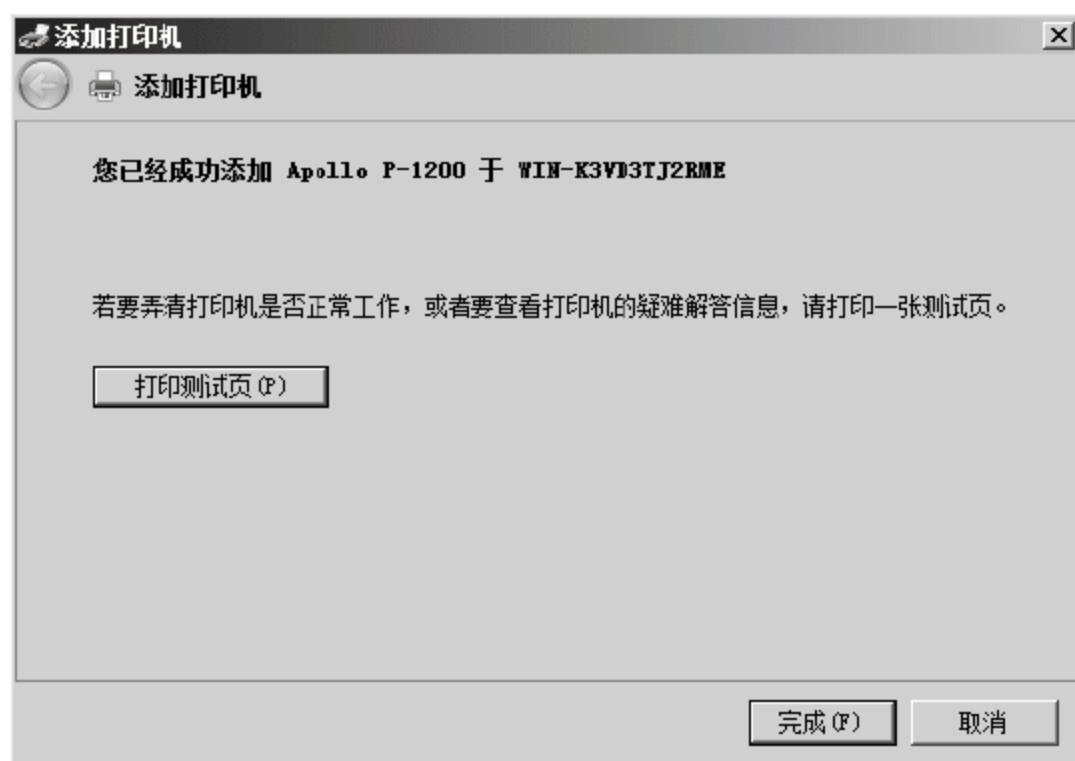 添加打印机
添加打印机
您已经成功添加 Apollo P-1200 于 WIN-K3VD3TJ2RME
若要弄清打印机是否正常工作，或者要查看打印机的疑难解答信息，请打印一张测试页。
打印测试页(P)
完成(F) 取消